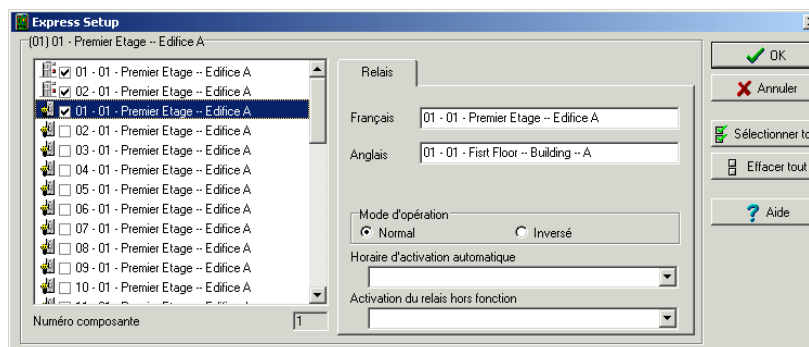 Express Setup
(01) 01 - Premier Etage -- Edifice A
01 - 01 - Premier Etage -- Edifice A
02 - 01 - Premier Etage -- Edifice A
01 - 01 - Premier Etage -- Edifice A
02 - 01 - Premier Etage -- Edifice A
03 - 01 - Premier Etage -- Edifice A
04 - 01 - Premier Etage -- Edifice A
05 - 01 - Premier Etage -- Edifice A
06 - 01 - Premier Etage -- Edifice A
07 - 01 - Premier Etage -- Edifice A
08 - 01 - Premier Etage -- Edifice A
09 - 01 - Premier Etage -- Edifice A
10 - 01 - Premier Etage -- Edifice A
Numéro composante 1
Relais
Français 01 - 01 - Premier Etage -- Edifice A
Anglais 01 - 01 - Fisrt Floor -- Building -- A
Mode d'opération
Normal Inversé
Horaire d'activation automatique
Activation du relais hors fonction
OK
Annuler
Sélectionner to
Effacer tout
Aide